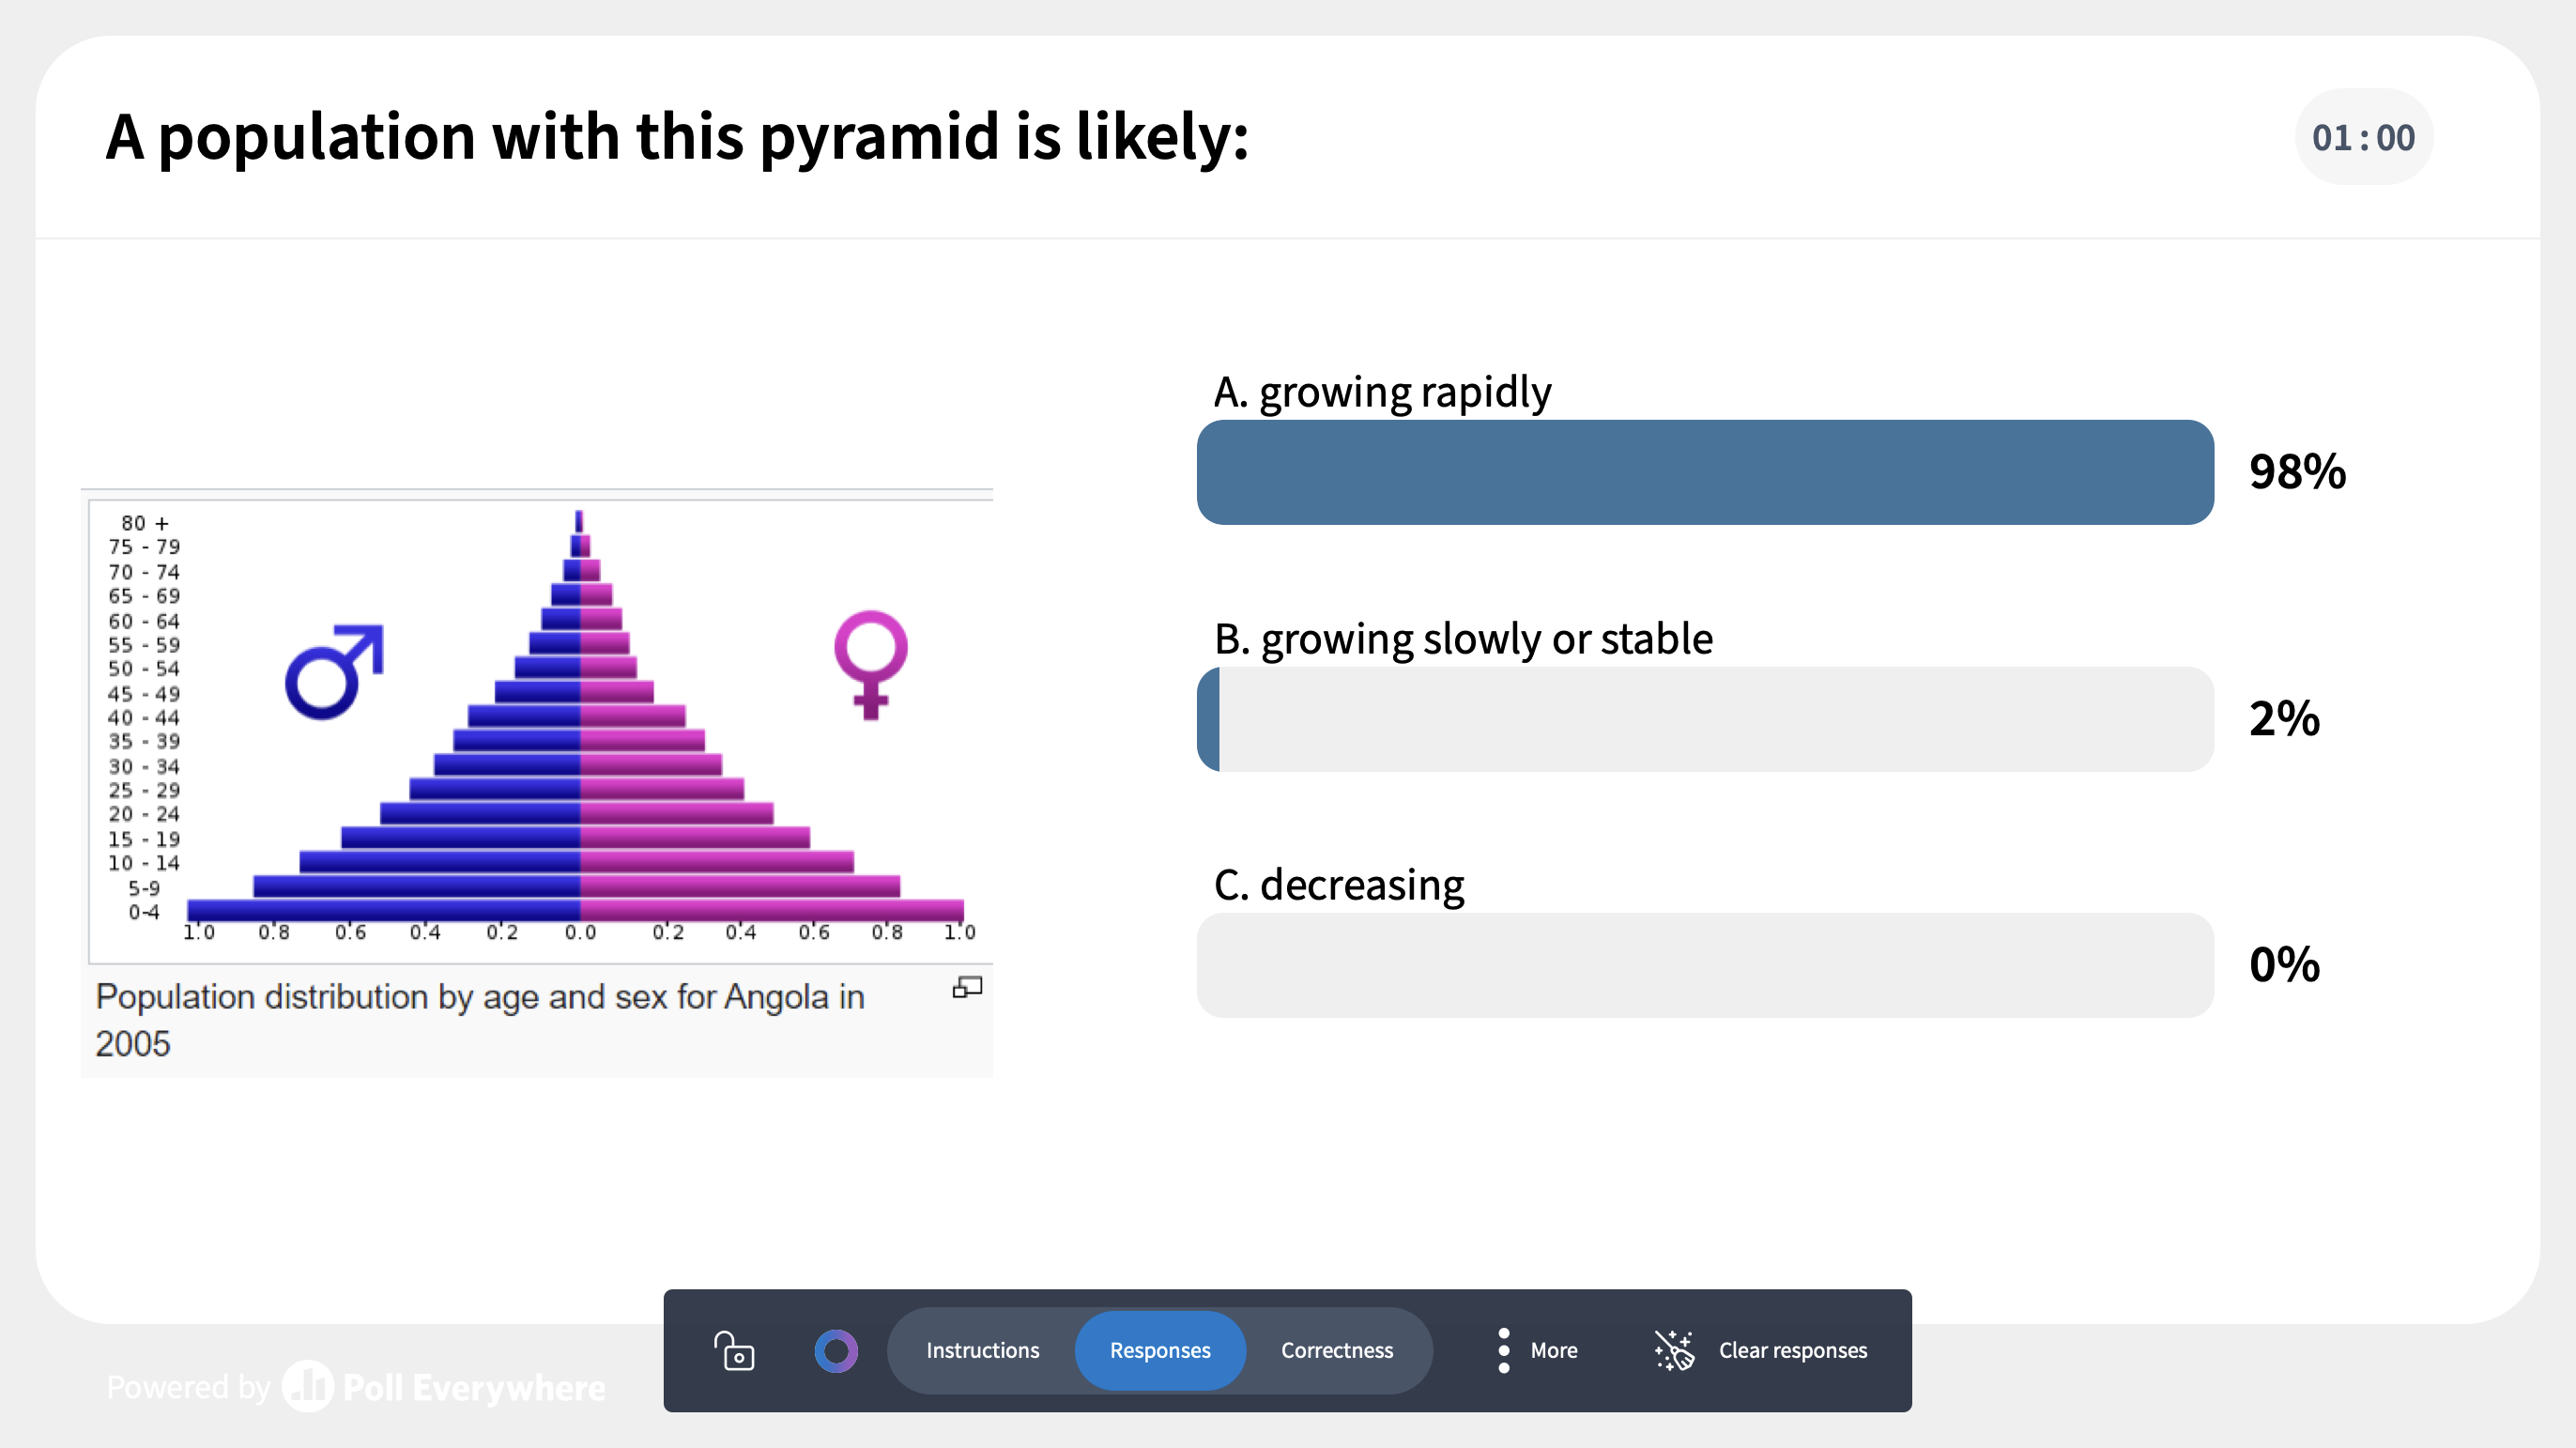 A population with this pyramid is likely:
01:00
80 +
75 - 79
70 - 74
65 - 69
60 - 64
55 - 59
50 - 54
45 - 49
40 - 44
35 - 39
30 - 34
25 - 29
20 - 24
15 - 19
10 - 14
5-9
0-4
1.0 0.8 0.6 0.4 0.2 0.0 0.2 0.4 0.6 0.8 1.0
Population distribution by age and sex for Angola in
2005
A. growing rapidly
98%
B. growing slowly or stable
2%
C. decreasing
0%
Powered by Poll Everywhere
Instructions Responses Correctness More Clear responses